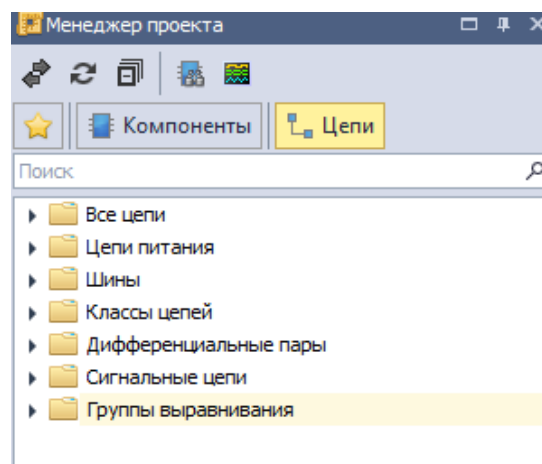 Менеджер проекта
Компоненты Цепи
Поиск
Все цепи
Цепи питания
Шины
Классы цепей
Дифференциальные пары
Сигнальные цепи
Группы выравнивания